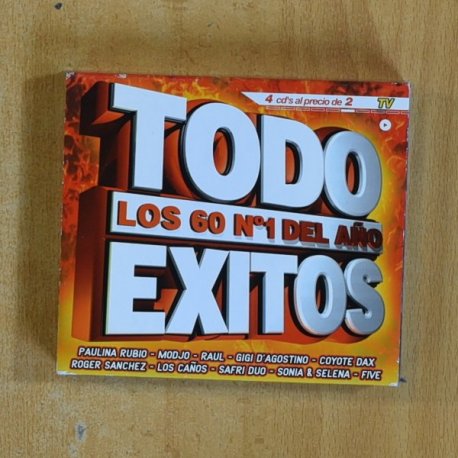 4 cd's al precio de 2
TV
TODO
LOS 60 Nº1 DEL AÑO
EXITOS
PAULINA RUBIO - MODJO - RAUL - GIGI D'AGOSTINO - COYOTE DAX
ROGER SANCHEZ - LOS CAÑOS - SAFRI DUO - SONIA & SELENA - FIVE